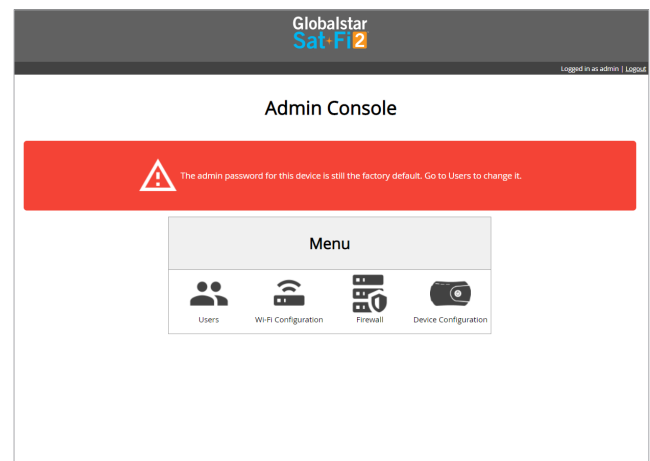 Globalstar
Sat-Fi2
Logged in as admin | Logout
Admin Console
The admin password for this device is still the factory default. Go to Users to change it.
Menu
Users Wi-Fi Configuration Firewall Device Configuration